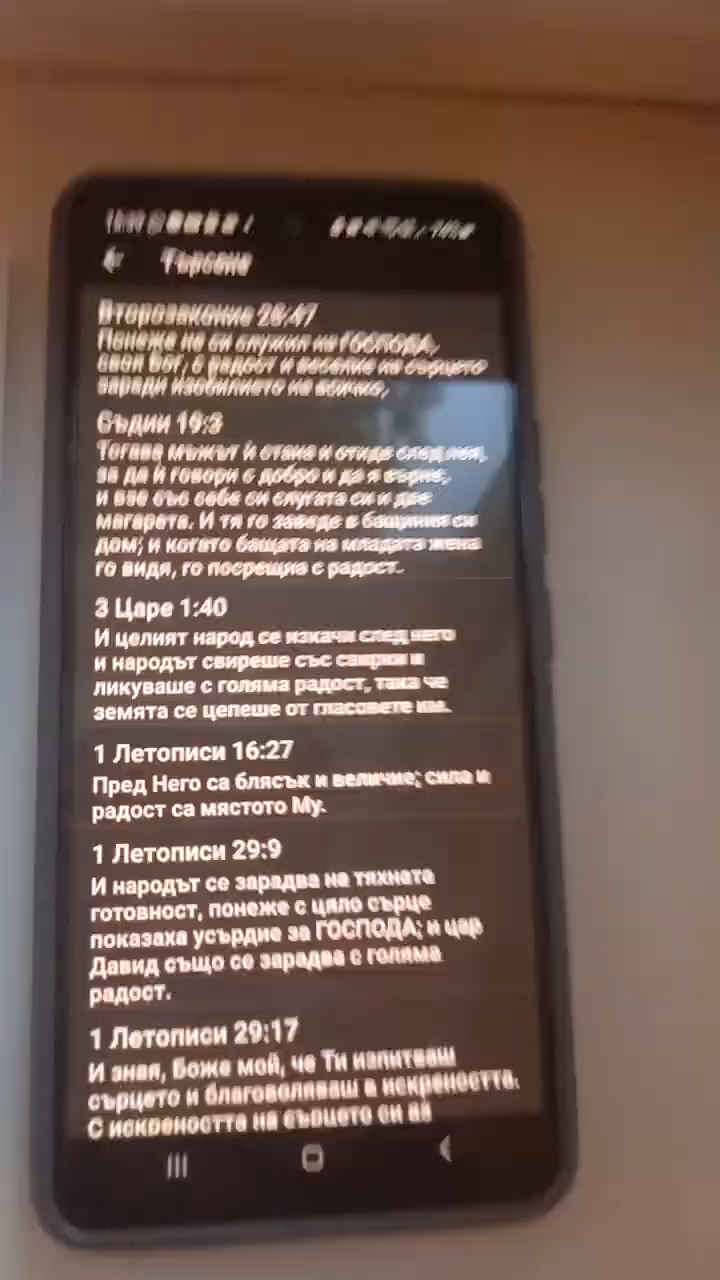 Търсене
Второзакование 28:47
Понеже не си служил на ГОСПОДА,
своя Бог, с радост и веселие на сърцето
заради изобилието на всичко,
Съдии 19:3
Тогава мъжът ѝ стана и отиде след нея,
за да ѝ говори с добро и да я върне,
и взе със себе си слугата си и две
магарета. И тя го заведе в бащиния си
дом; и когато бащата на младата жена
го видя, го посрещна с радост.
3 Царе 1:40
И целият народ се изкачи след него
и народът свиреше със свирки и
ликуваше с голяма радост, така че
земята се цепеше от гласовете им.
1 Летописи 16:27
Пред Него са блясък и величие; сила и
радост са мястото Му.
1 Летописи 29:9
И народът се зарадва на тяхната
готовност, понеже с цяло сърце
показаха усърдие за ГОСПОДА; и цар
Давид също се зарадва с голяма
радост.
1 Летописи 29:17
И зная, Боже мой, че Ти изпитваш
сърцето и благоволяваш в искреността.
С искреността на сърцето си аз